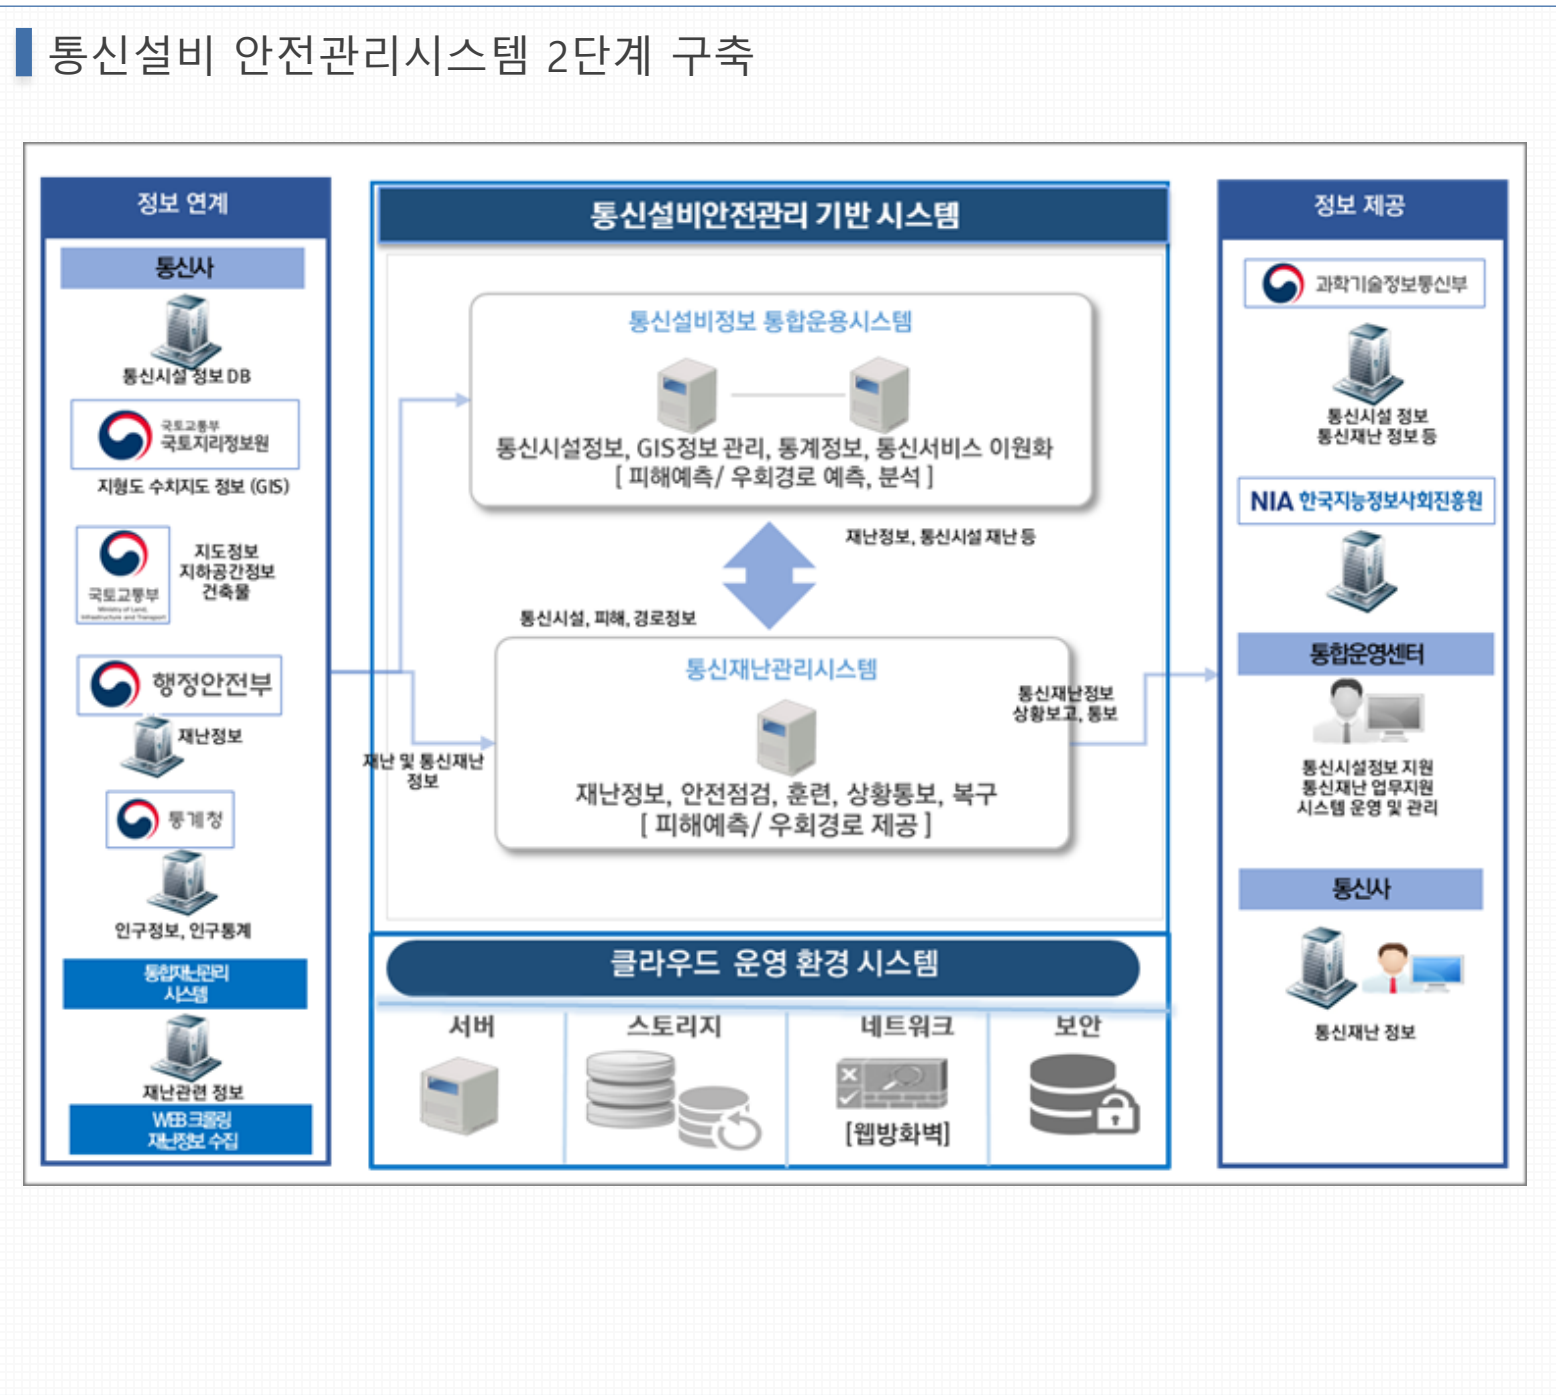 통신설비 안전관리시스템 2단계 구축
정보 연계
통신사
통신시설 정보 DB
국토교통부
국토지리정보원
지형도 수치지도 정보 (GIS)
국토교통부
Ministry of Land,
Infrastructure and Transport
지도정보
지하공간정보
건축물
행정안전부
재난정보
통계청
인구정보, 인구통계
통합재난관리
시스템
재난관련 정보
WEB 크롤링
재난정보 수집
통신설비안전관리 기반 시스템
통신설비정보 통합운용시스템
통신시설정보, GIS정보 관리, 통계정보, 통신서비스 이원화
[ 피해예측/ 우회경로 예측, 분석 ]
재난정보, 통신시설 재난 등
통신시설, 피해, 경로정보
재난 및 통신재난
정보
통신재난관리시스템
재난정보, 안전점검, 훈련, 상황통보, 복구
[ 피해예측/ 우회경로 제공 ]
통신재난정보
상황보고, 통보
클라우드 운영 환경 시스템
서버
스토리지
네트워크
[웹방화벽]
보안
정보 제공
과학기술정보통신부
통신시설 정보
통신재난 정보 등
NIA 한국지능정보사회진흥원
통합운영센터
통신시설정보 지원
통신재난 업무지원
시스템 운영 및 관리
통신사
통신재난 정보